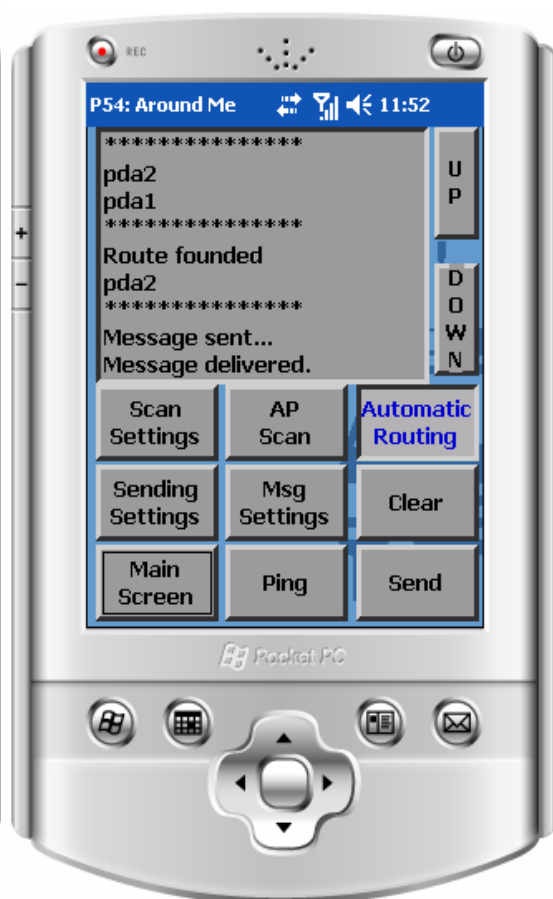 REC
P54: Around Me 11:52
***************
pda2
pda1
***************
Route founded
pda2
***************
Message sent...
Message delivered.
UP
DOWN
Scan Settings
AP Scan
Automatic Routing
Sending Settings
Msg Settings
Clear
Main Screen
Ping
Send
Pocket PC
+
-